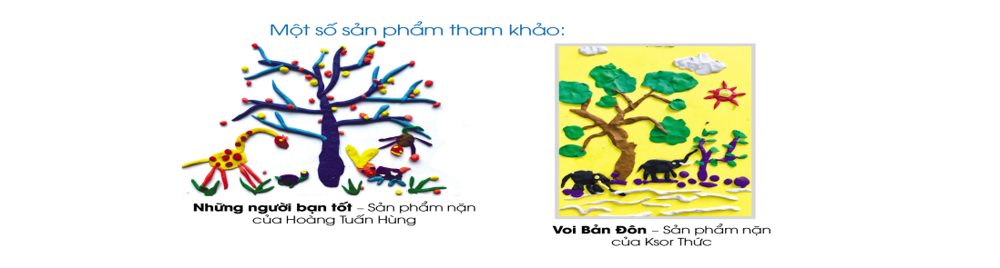 Một số sản phẩm tham khảo:
Những người bạn tốt – Sản phẩm nặn
của Hoàng Tuấn Hùng
Voi Bản Đôn – Sản phẩm nặn
của Ksor Thức